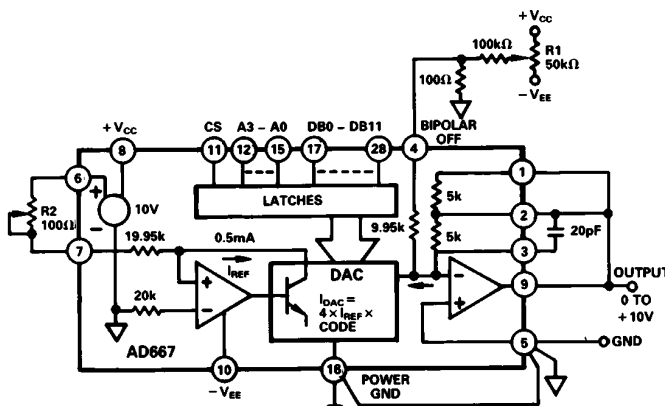 +VCC
100kΩ
R1
50kΩ
100Ω
−VEE
+VCC
CS A3 – A0 DB0 – DB11
BIPOLAR
OFF
8
11
12
15
17
28
4
6
1
R2
100Ω
+
−
10V
LATCHES
5k
2
9.95k
20pF
5k
7
19.95k
0.5mA
3
IREF
DAC
OUTPUT
+
−
9
0 TO
+10V
20k
−
IDAC =
4 × IREF ×
CODE
+
5
GND
AD667
10
16
POWER
GND
−VEE